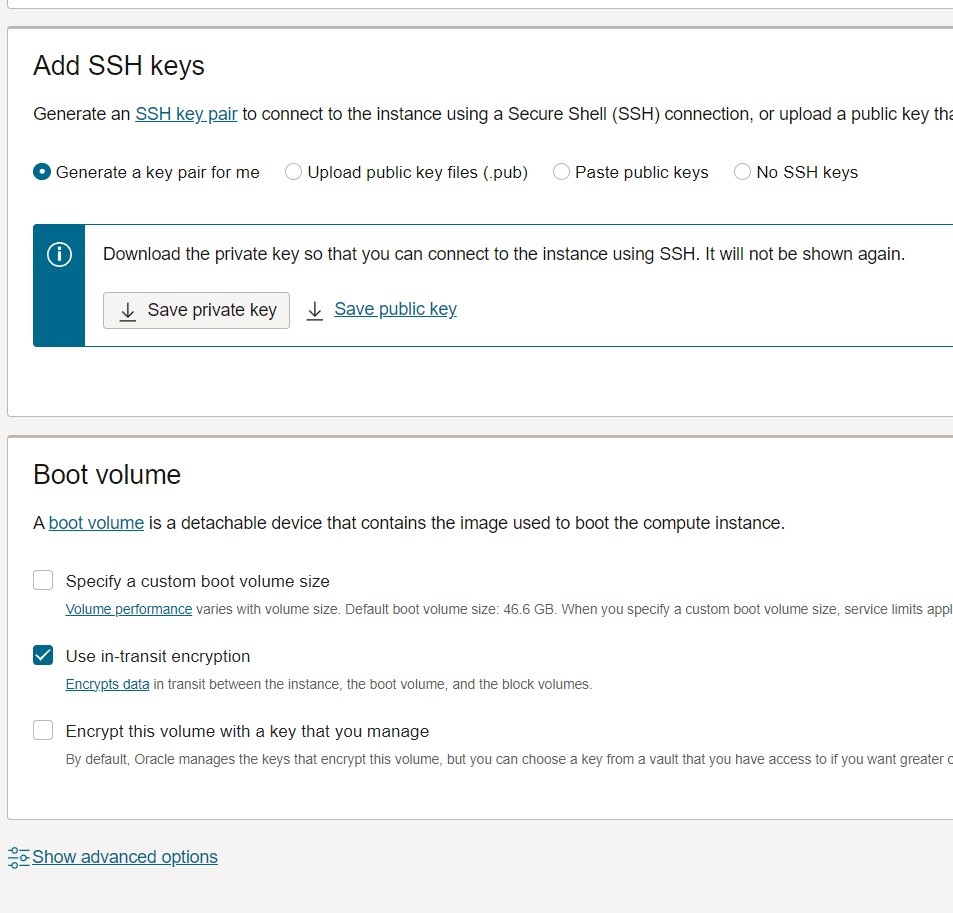 Add SSH keys
Generate an SSH key pair to connect to the instance using a Secure Shell (SSH) connection, or upload a public key
Generate a key pair for me Upload public key files (.pub) Paste public keys No SSH keys
Download the private key so that you can connect to the instance using SSH. It will not be shown again.
Save private key Save public key
Boot volume
A boot volume is a detachable device that contains the image used to boot the compute instance.
Specify a custom boot volume size
Volume performance varies with volume size. Default boot volume size: 46.6 GB. When you specify a custom boot volume size, service limits
Use in-transit encryption
Encrypts data in transit between the instance, the boot volume, and the block volumes.
Encrypt this volume with a key that you manage
By default, Oracle manages the keys that encrypt this volume, but you can choose a key from a vault that you have access to if you want greater
Show advanced options